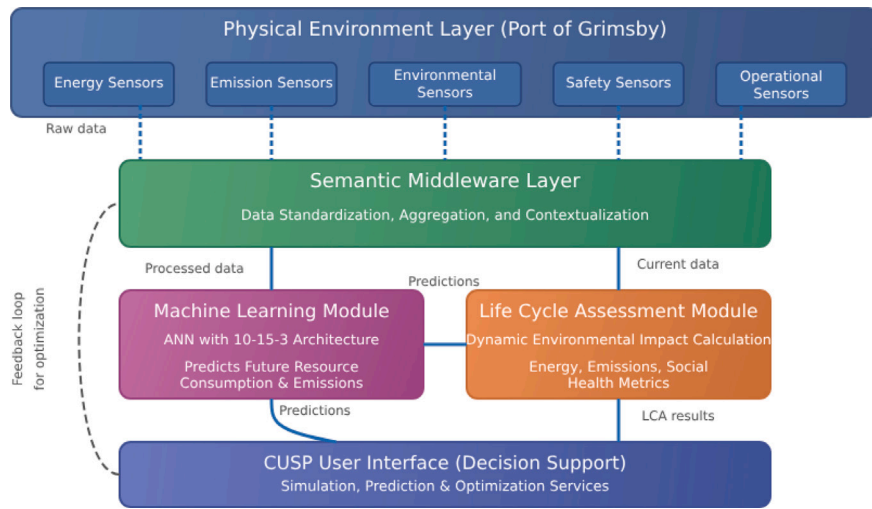 Physical Environment Layer (Port of Grimsby)
Energy Sensors
Emission Sensors
Environmental
Sensors
Safety Sensors
Operational
Sensors
Raw data
Semantic Middleware Layer
Data Standardization, Aggregation, and Contextualization
Processed data
Current data
Predictions
Machine Learning Module
ANN with 10-15-3 Architecture
Predicts Future Resource
Consumption & Emissions
Life Cycle Assessment Module
Dynamic Environmental Impact Calculation
Energy, Emissions, Social
Health Metrics
Feedback loop
for optimization
Predictions
LCA results
CUSP User Interface (Decision Support)
Simulation, Prediction & Optimization Services